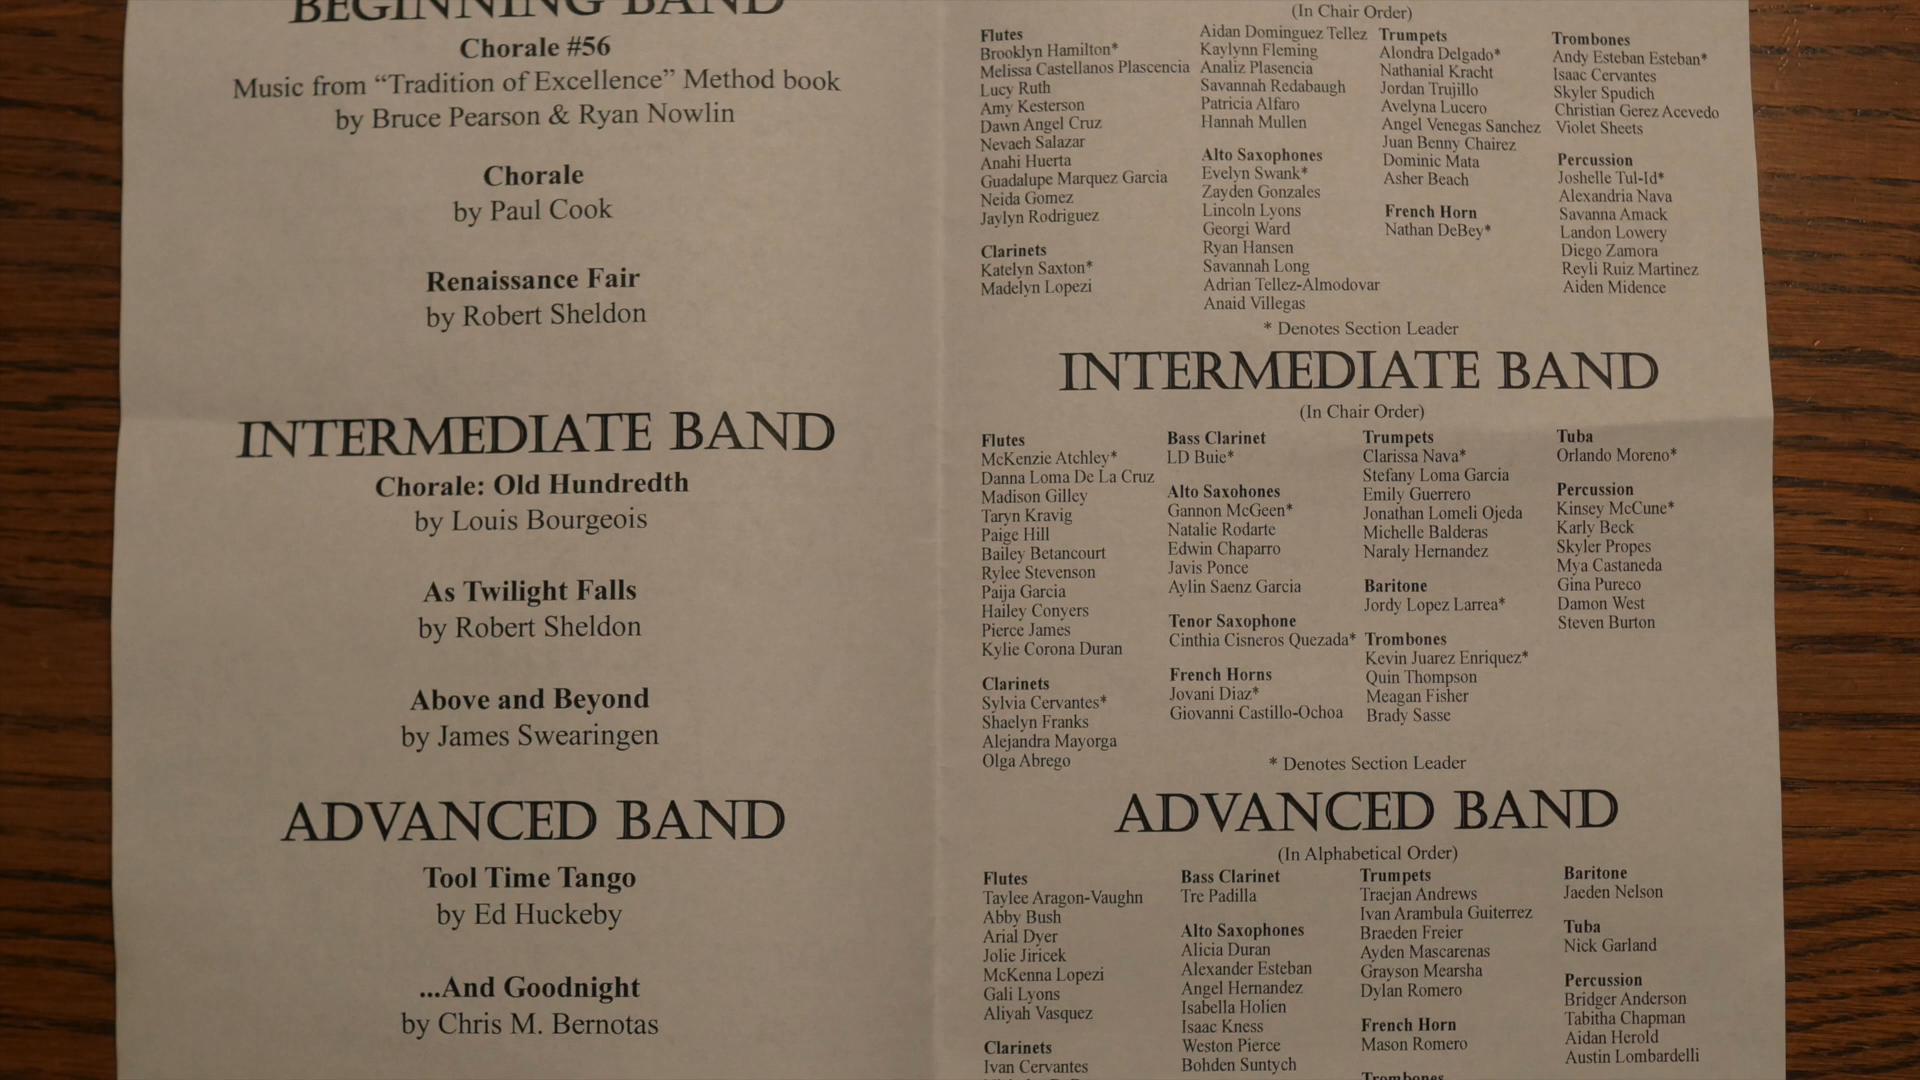 BEGINNING BAND
Chorale #56
Music from “Tradition of Excellence” Method book
by Bruce Pearson & Ryan Nowlin
Chorale
by Paul Cook
Renaissance Fair
by Robert Sheldon
INTERMEDIATE BAND
Chorale: Old Hundredth
by Louis Bourgeois
As Twilight Falls
by Robert Sheldon
Above and Beyond
by James Swearingen
ADVANCED BAND
Tool Time Tango
by Ed Huckeby
...And Goodnight
by Chris M. Bernotas
(In Chair Order)
Flutes
Brooklyn Hamilton*
Melissa Castellanos Plascencia
Lucy Ruth
Amy Kesterson
Dawn Angel Cruz
Nevaeh Salazar
Anahi Huerta
Guadalupe Marquez Garcia
Neida Gomez
Jaylyn Rodriguez
Clarinets
Katelyn Saxton*
Madelyn Lopezi
Aidan Dominguez Tellez
Kaylynn Fleming
Analiz Plasencia
Savannah Redabaugh
Patricia Alfaro
Hannah Mullen
Alto Saxophones
Evelyn Swank*
Zayden Gonzales
Lincoln Lyons
Georgi Ward
Ryan Hansen
Savannah Long
Adrian Tellez-Almodovar
Anaid Villegas
Trumpets
Alondra Delgado*
Nathanial Kracht
Jordan Trujillo
Avelyna Lucero
Angel Venegas Sanchez
Juan Benny Chairez
Dominic Mata
Asher Beach
French Horn
Nathan DeBey*
Trombones
Andy Esteban Esteban*
Isaac Cervantes
Skyler Spudich
Christian Gerez Acevedo
Violet Sheets
Percussion
Joshelle Tul-Id*
Alexandria Nava
Savanna Amack
Landon Lowery
Diego Zamora
Reyli Ruiz Martinez
Aiden Midence
* Denotes Section Leader
INTERMEDIATE BAND
(In Chair Order)
Flutes
McKenzie Atchley*
Danna Loma De La Cruz
Madison Gilley
Taryn Kravig
Paige Hill
Bailey Betancourt
Rylee Stevenson
Paija Garcia
Hailey Conyers
Pierce James
Kylie Corona Duran
Clarinets
Sylvia Cervantes*
Shaelyn Franks
Alejandra Mayorga
Olga Abrego
Bass Clarinet
LD Buie*
Alto Saxohones
Gannon McGeen*
Natalie Rodarte
Edwin Chaparro
Javis Ponce
Aylin Saenz Garcia
Tenor Saxophone
Cinthia Cisneros Quezada*
French Horns
Jovani Diaz*
Giovanni Castillo-Ochoa
Trumpets
Clarissa Nava*
Stefany Loma Garcia
Emily Guerrero
Jonathan Lomeli Ojeda
Michelle Balderas
Naraly Hernandez
Baritone
Jordy Lopez Larrea*
Trombones
Kevin Juarez Enriquez*
Quin Thompson
Meagan Fisher
Brady Sasse
Tuba
Orlando Moreno*
Percussion
Kinsey McCune*
Karly Beck
Skyler Propes
Mya Castaneda
Gina Pureco
Damon West
Steven Burton
* Denotes Section Leader
ADVANCED BAND
(In Alphabetical Order)
Flutes
Taylee Aragon-Vaughn
Abby Bush
Arial Dyer
Jolie Jiricek
McKenna Lopezi
Gali Lyons
Aliyah Vasquez
Clarinets
Ivan Cervantes
Bass Clarinet
Tre Padilla
Alto Saxophones
Alicia Duran
Alexander Esteban
Angel Hernandez
Isabella Holien
Isaac Kness
Weston Pierce
Bohden Suntych
Trumpets
Traejan Andrews
Ivan Arambula Guiterrez
Braeden Freier
Ayden Mascarenas
Grayson Mearsha
Dylan Romero
French Horn
Mason Romero
Trombones
Baritone
Jaeden Nelson
Tuba
Nick Garland
Percussion
Bridger Anderson
Tabitha Chapman
Aidan Herold
Austin Lombardelli